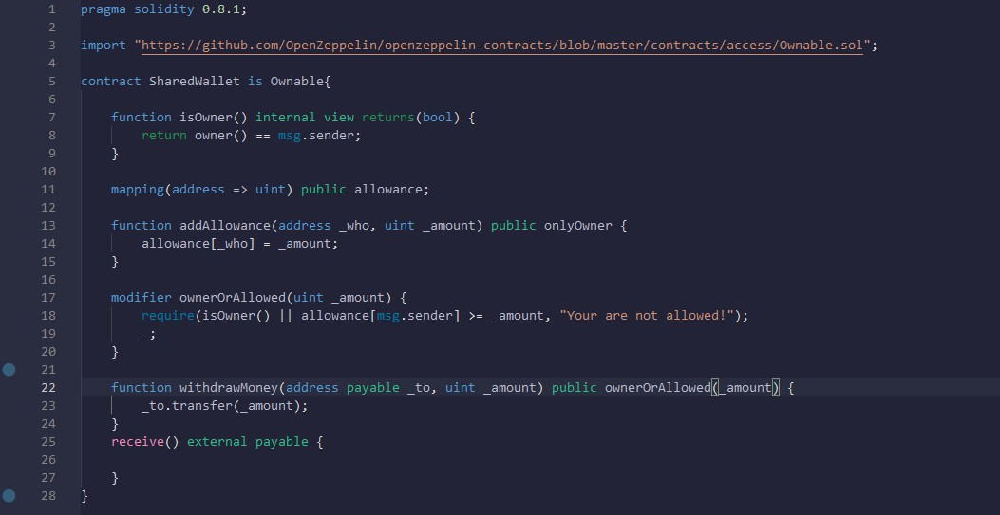 1 pragma solidity 0.8.1;
2
3 import "https://github.com/OpenZeppelin/openzeppelin-contracts/blob/master/contracts/access/Ownable.sol";
4
5 contract SharedWallet is Ownable{
6
7     function isOwner() internal view returns(bool) {
8         return owner() == msg.sender;
9     }
10
11     mapping(address => uint) public allowance;
12
13     function addAllowance(address _who, uint _amount) public onlyOwner {
14         allowance[_who] = _amount;
15     }
16
17     modifier ownerOrAllowed(uint _amount) {
18         require(isOwner() || allowance[msg.sender] >= _amount, "Your are not allowed!");
19         _;
20     }
21
22     function withdrawMoney(address payable _to, uint _amount) public ownerOrAllowed(_amount) {
23         _to.transfer(_amount);
24     }
25     receive() external payable {
26
27     }
28 }